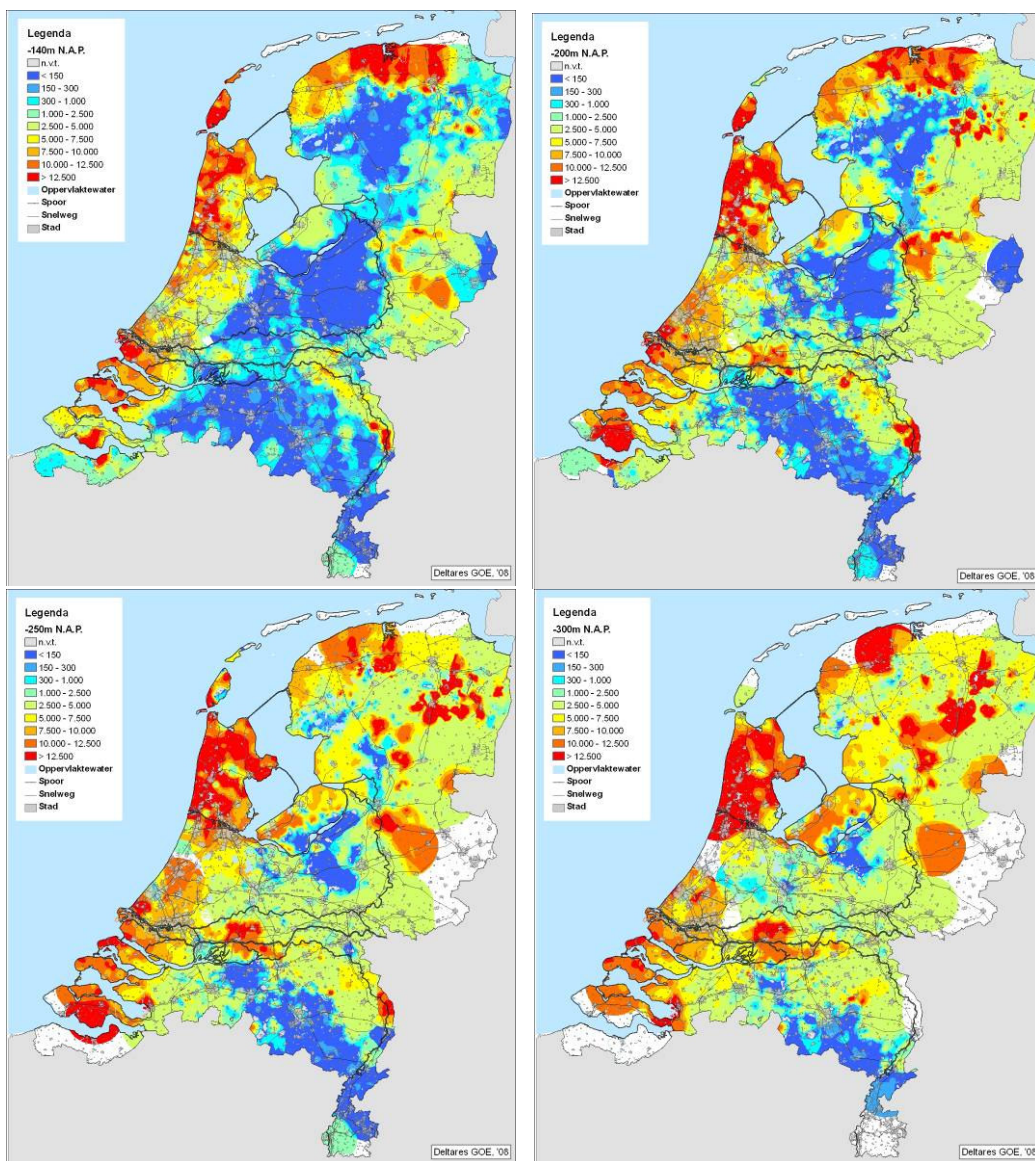 Legenda
-140m N.A.P.
n.v.t.
< 150
150 - 300
300 - 1.000
1.000 - 2.500
2.500 - 5.000
5.000 - 7.500
7.500 - 10.000
10.000 - 12.500
> 12.500
Oppervlaktewater
Spoor
Snelweg
Stad
Deltares GOE, '08
Legenda
-200m N.A.P.
n.v.t.
< 150
150 - 300
300 - 1.000
1.000 - 2.500
2.500 - 5.000
5.000 - 7.500
7.500 - 10.000
10.000 - 12.500
> 12.500
Oppervlaktewater
Spoor
Snelweg
Stad
Deltares GOE, '08
Legenda
-250m N.A.P.
n.v.t.
< 150
150 - 300
300 - 1.000
1.000 - 2.500
2.500 - 5.000
5.000 - 7.500
7.500 - 10.000
10.000 - 12.500
> 12.500
Oppervlaktewater
Spoor
Snelweg
Stad
Deltares GOE, '08
Legenda
-300m N.A.P.
n.v.t.
< 150
150 - 300
300 - 1.000
1.000 - 2.500
2.500 - 5.000
5.000 - 7.500
7.500 - 10.000
10.000 - 12.500
> 12.500
Oppervlaktewater
Spoor
Snelweg
Stad
Deltares GOE, '08